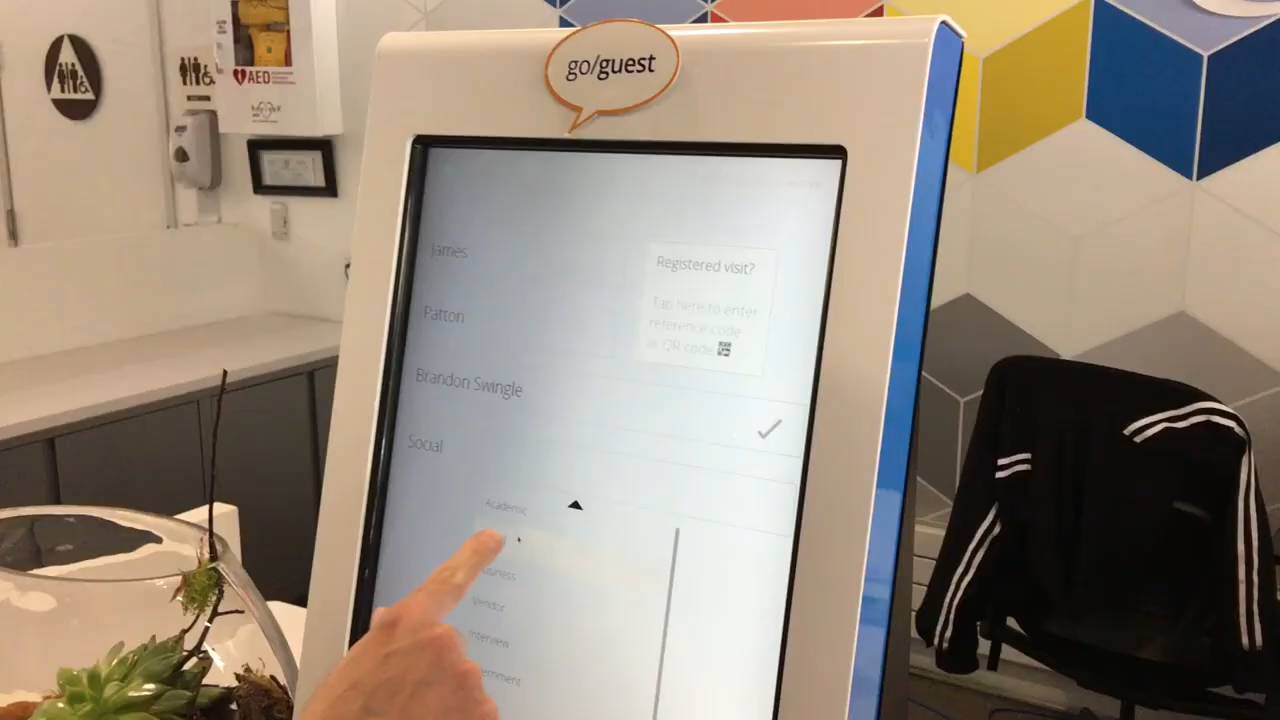 AED
go/guest
James
Registered visit?
Tap here to enter
reference code
or QR code
Patton
Brandon Swingle
Social
Academic
Vendor
Interview